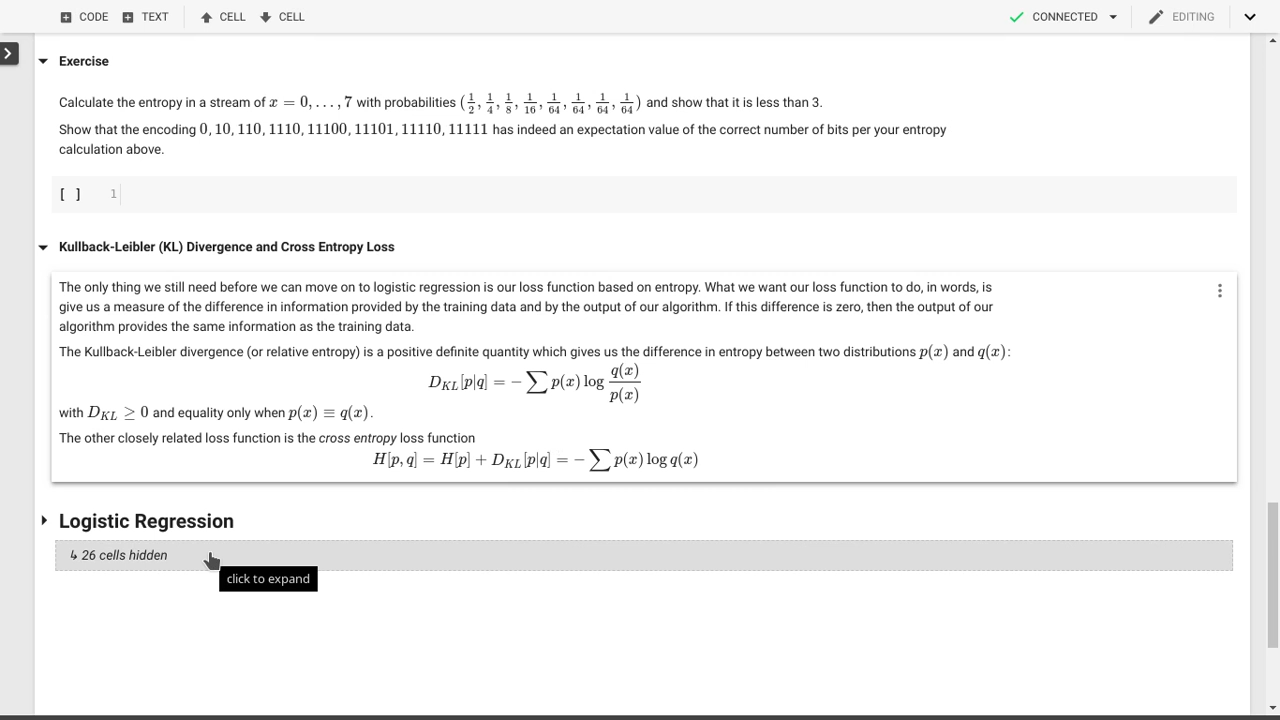 CODE TEXT CELL CELL CONNECTED EDITING
Exercise
Calculate the entropy in a stream of x = 0, . . . , 7 with probabilities (1/2, 1/4, 1/8, 1/16, 1/64, 1/64, 1/64, 1/64) and show that it is less than 3.
Show that the encoding 0, 10, 110, 1110, 11100, 11101, 11110, 11111 has indeed an expectation value of the correct number of bits per your entropy
calculation above.
[ ] 1
Kullback-Leibler (KL) Divergence and Cross Entropy Loss
The only thing we still need before we can move on to logistic regression is our loss function based on entropy. What we want our loss function to do, in words, is
give us a measure of the difference in information provided by the training data and by the output of our algorithm. If this difference is zero, then the output of our
algorithm provides the same information as the training data.
The Kullback-Leibler divergence (or relative entropy) is a positive definite quantity which gives us the difference in entropy between two distributions p(x) and q(x):
D_KL[p|q] = − ∑ p(x) log q(x)/p(x)
with D_KL ≥ 0 and equality only when p(x) ≡ q(x).
The other closely related loss function is the cross entropy loss function
H[p, q] = H[p] + D_KL[p|q] = − ∑ p(x) log q(x)
Logistic Regression
↳ 26 cells hidden
click to expand